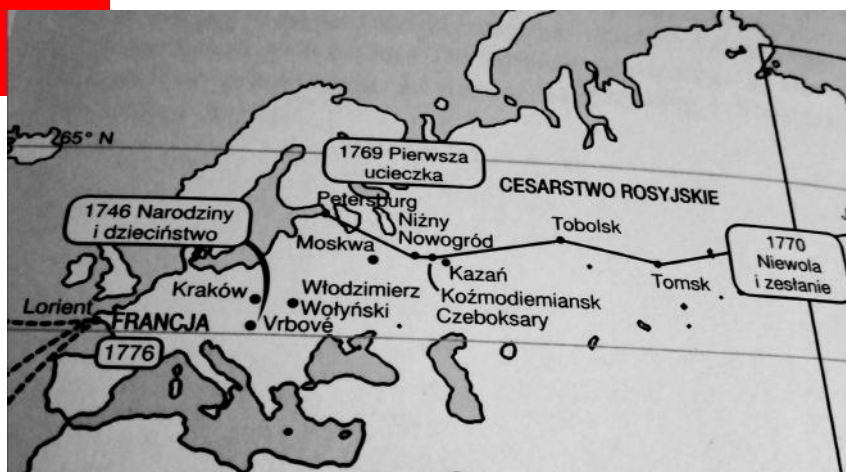 65° N
1769 Pierwsza
ucieczka
CESARSTWO ROSYJSKIE
1746 Narodziny
i dzieciństwo
Petersburg
Niżny
Nowogród
Moskwa
Tobolsk
1770
Niewola
i zesłanie
Kazań
Tomsk
Kraków
Włodzimierz
Wołyński
Koźmodiemiansk
Czeboksary
Lorient
FRANCJA
Vrbové
1776